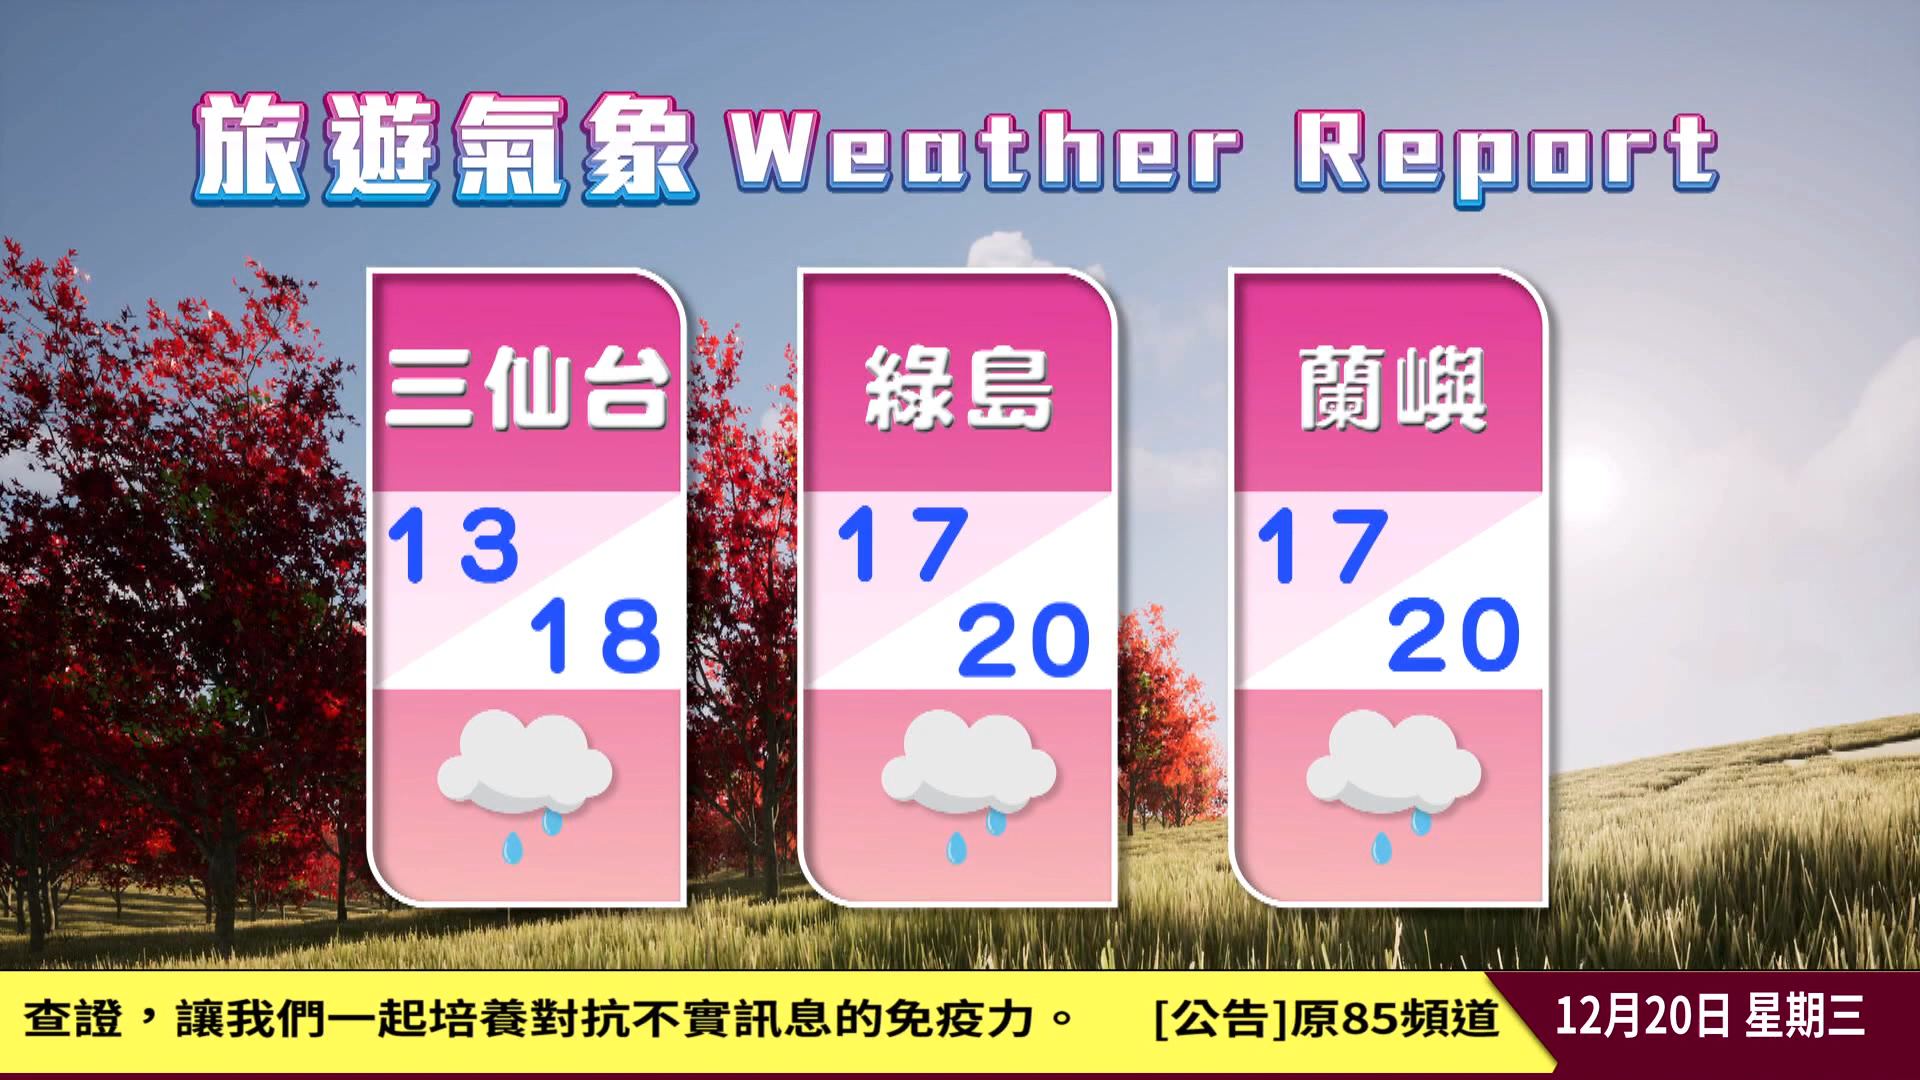 旅遊氣象 Weather Report
三仙台
13
18
綠島
17
20
蘭嶼
17
20
查證，讓我們一起培養對抗不實訊息的免疫力。 [公告]原85頻道
12月20日 星期三